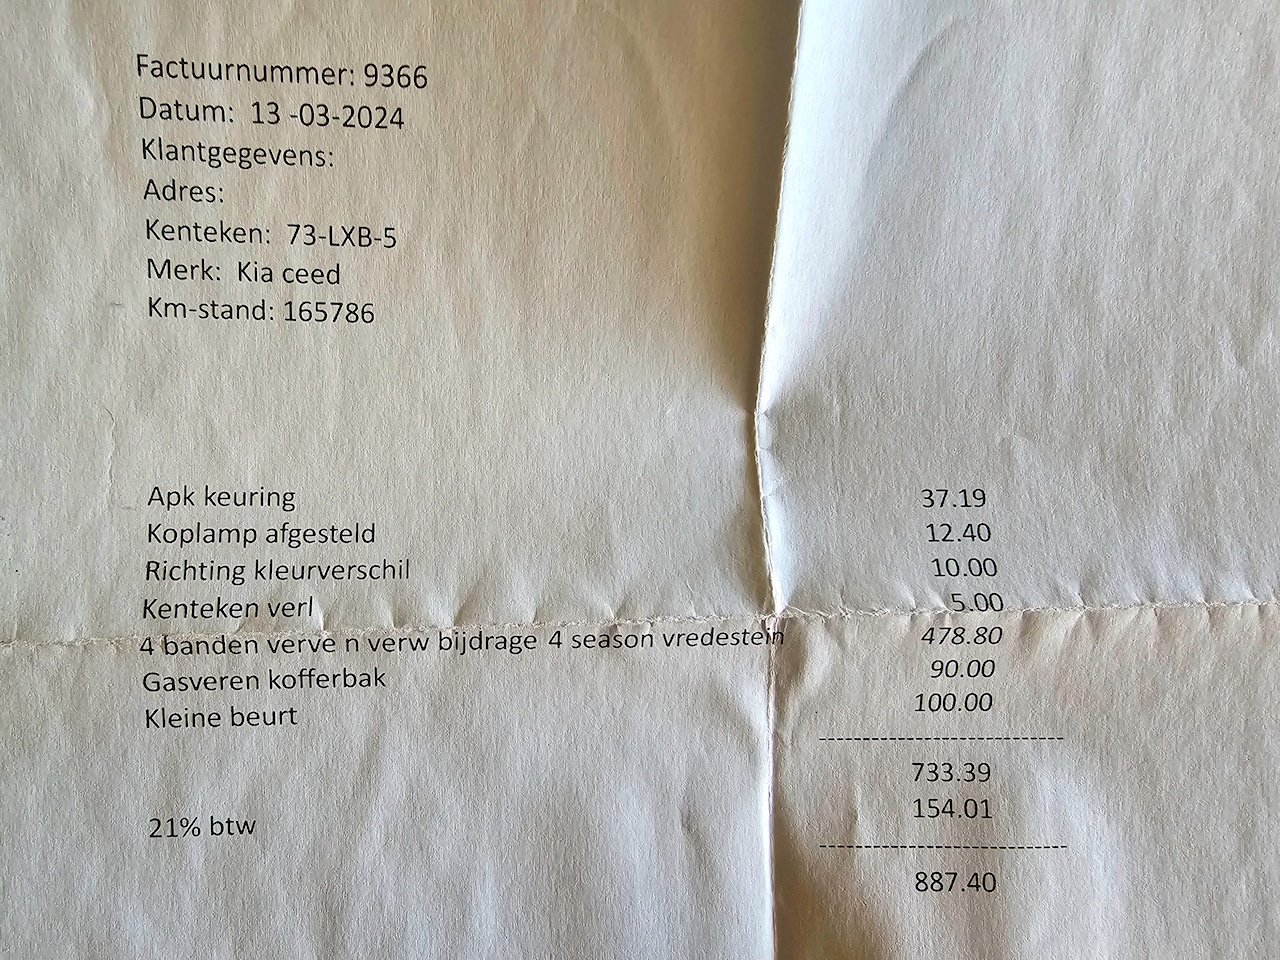 Factuurnummer: 9366
Datum: 13 -03-2024
Klantgegevens:
Adres:
Kenteken: 73-LXB-5
Merk: Kia ceed
Km-stand: 165786
Apk keuring 37.19
Koplamp afgesteld 12.40
Richting kleurverschil 10.00
Kenteken verl 5.00
4 banden verve n verw bijdrage 4 season vredestein 478.80
Gasveren kofferbak 90.00
Kleine beurt 100.00
---------------------------
733.39
21% btw 154.01
---------------------------
887.40